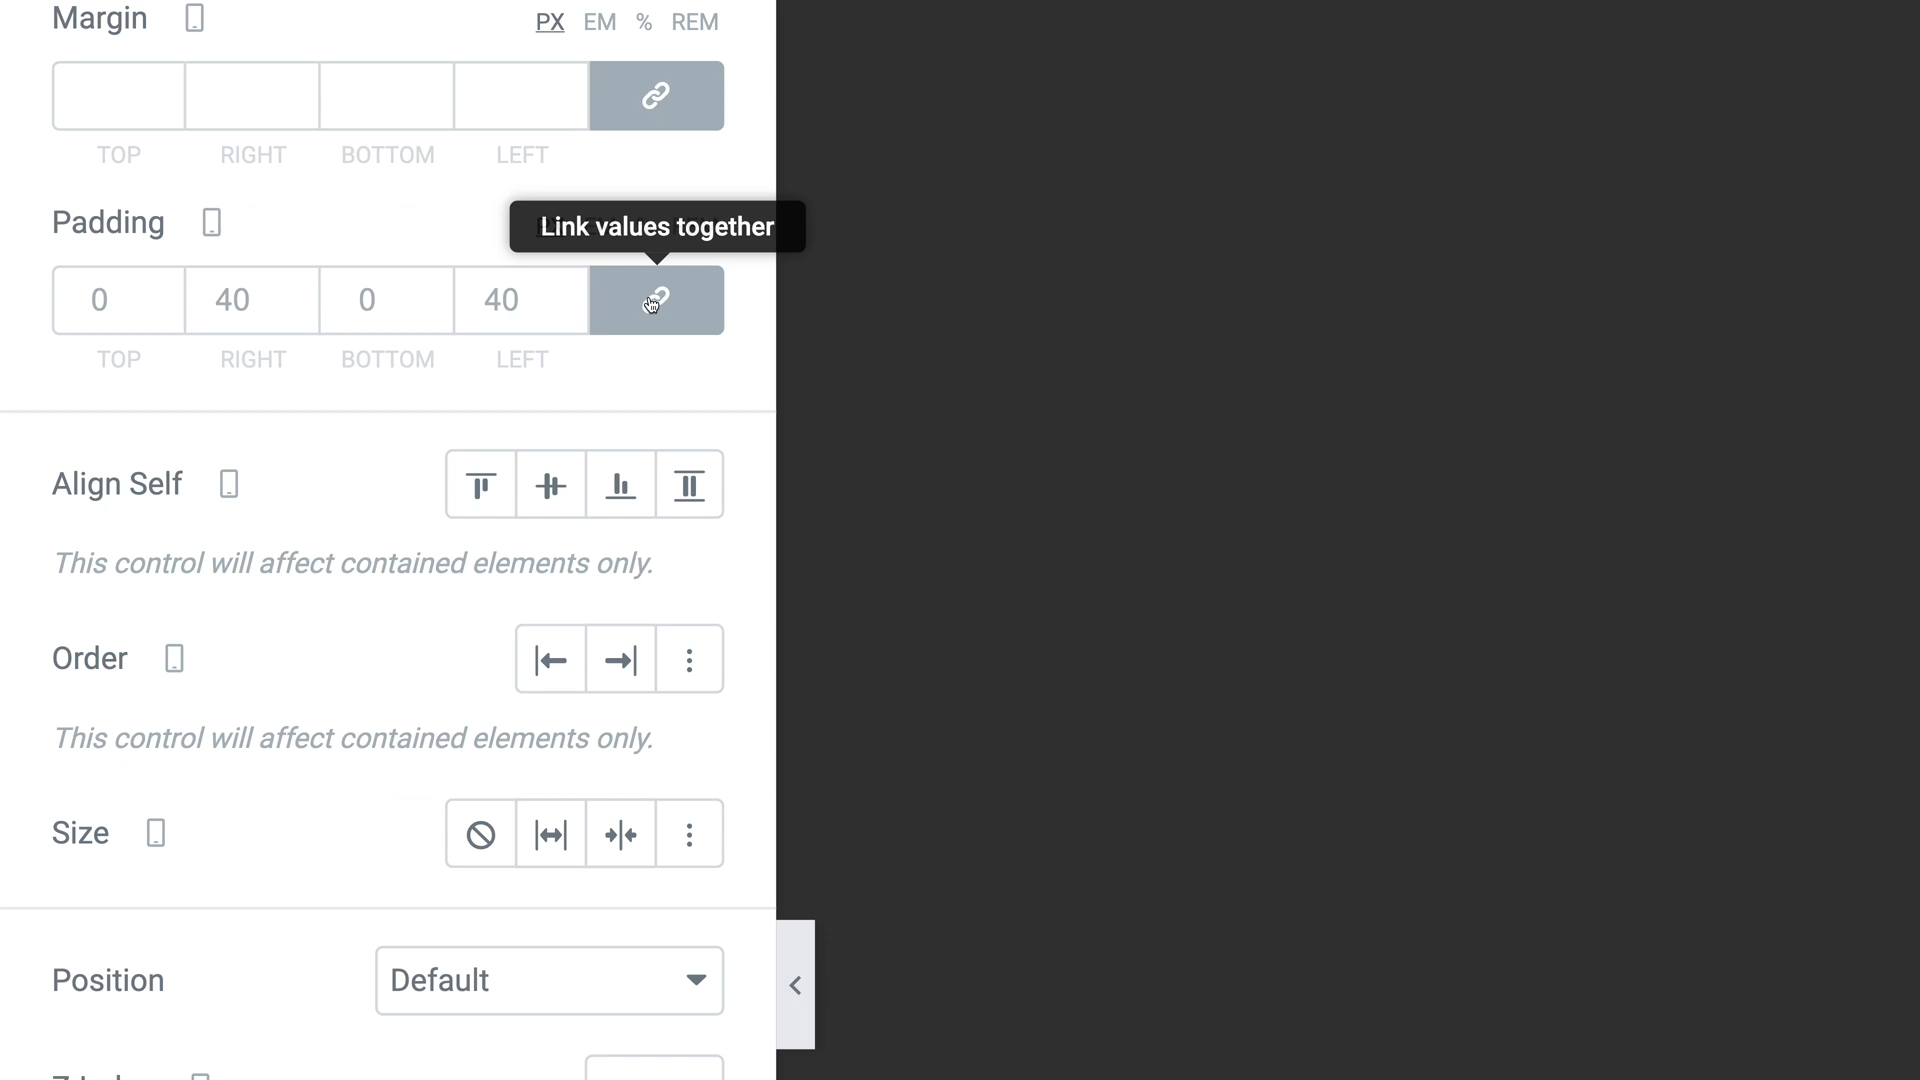 Margin PX EM % REM
TOP RIGHT BOTTOM LEFT
Padding Link values together
0 40 0 40
TOP RIGHT BOTTOM LEFT
Align Self
This control will affect contained elements only.
Order
This control will affect contained elements only.
Size
Position Default